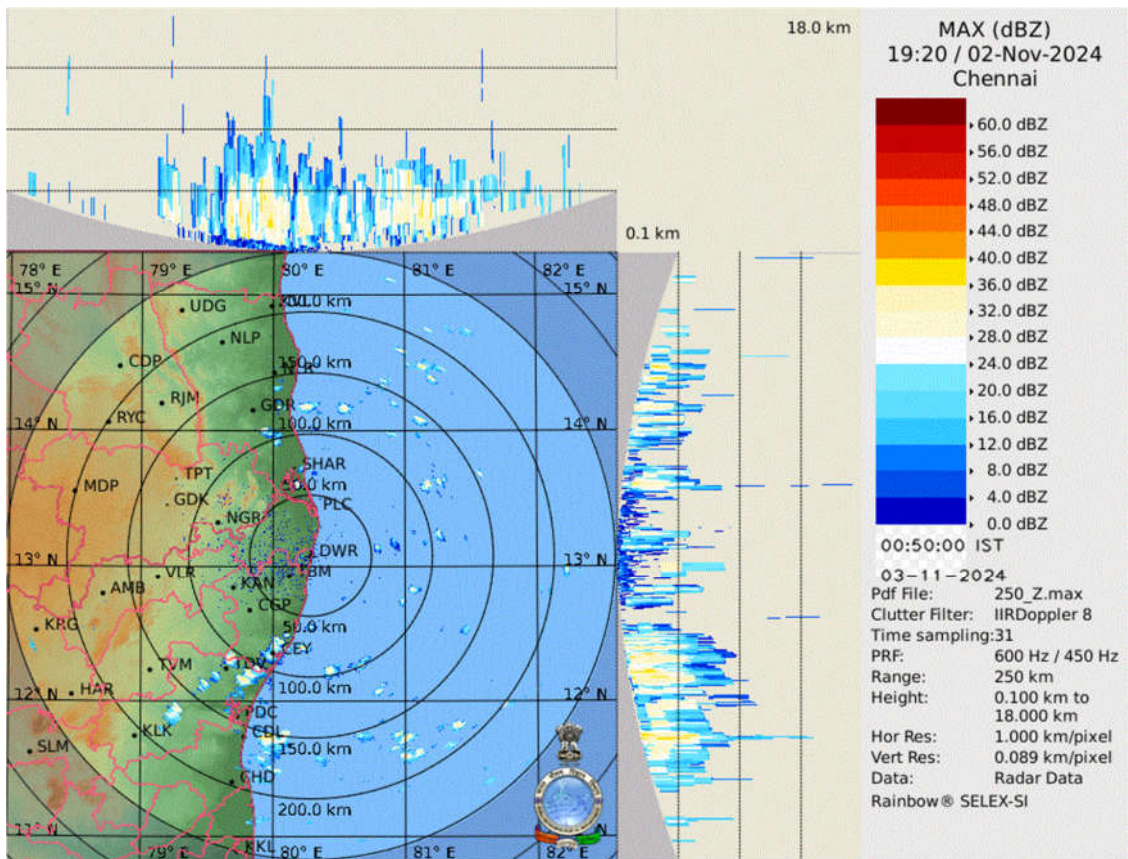 18.0 km
0.1 km
MAX (dBZ)
19:20 / 02-Nov-2024
Chennai
60.0 dBZ
56.0 dBZ
52.0 dBZ
48.0 dBZ
44.0 dBZ
40.0 dBZ
36.0 dBZ
32.0 dBZ
28.0 dBZ
24.0 dBZ
20.0 dBZ
16.0 dBZ
12.0 dBZ
8.0 dBZ
4.0 dBZ
0.0 dBZ
00:50:00 IST
03-11-2024
Pdf File: 250_Z.max
Clutter Filter: IIRDoppler 8
Time sampling:31
PRF: 600 Hz / 450 Hz
Range: 250 km
Height: 0.100 km to
18.000 km
Hor Res: 1.000 km/pixel
Vert Res: 0.089 km/pixel
Data: Radar Data
Rainbow® SELEX-SI
78° E 79° E 80° E 81° E 82° E
15° N 15° N
UDG
NLP
150.0 km
CDP
RJM
GDR
RYC
100.0 km
14° N 14° N
SHAR
TPT
50.0 km
MDP
GDK
PLC
NGR
DWR
13° N 13° N
VLR
KAN
AMB
CGP
KRG
50.0 km
CEY
TVM
TDV
100.0 km
HAR
12° N 12° N
PDC
CDL
KLK
150.0 km
SLM
CHD
200.0 km
11° N 11° N
KKL
79° E 80° E 81° E 82° E